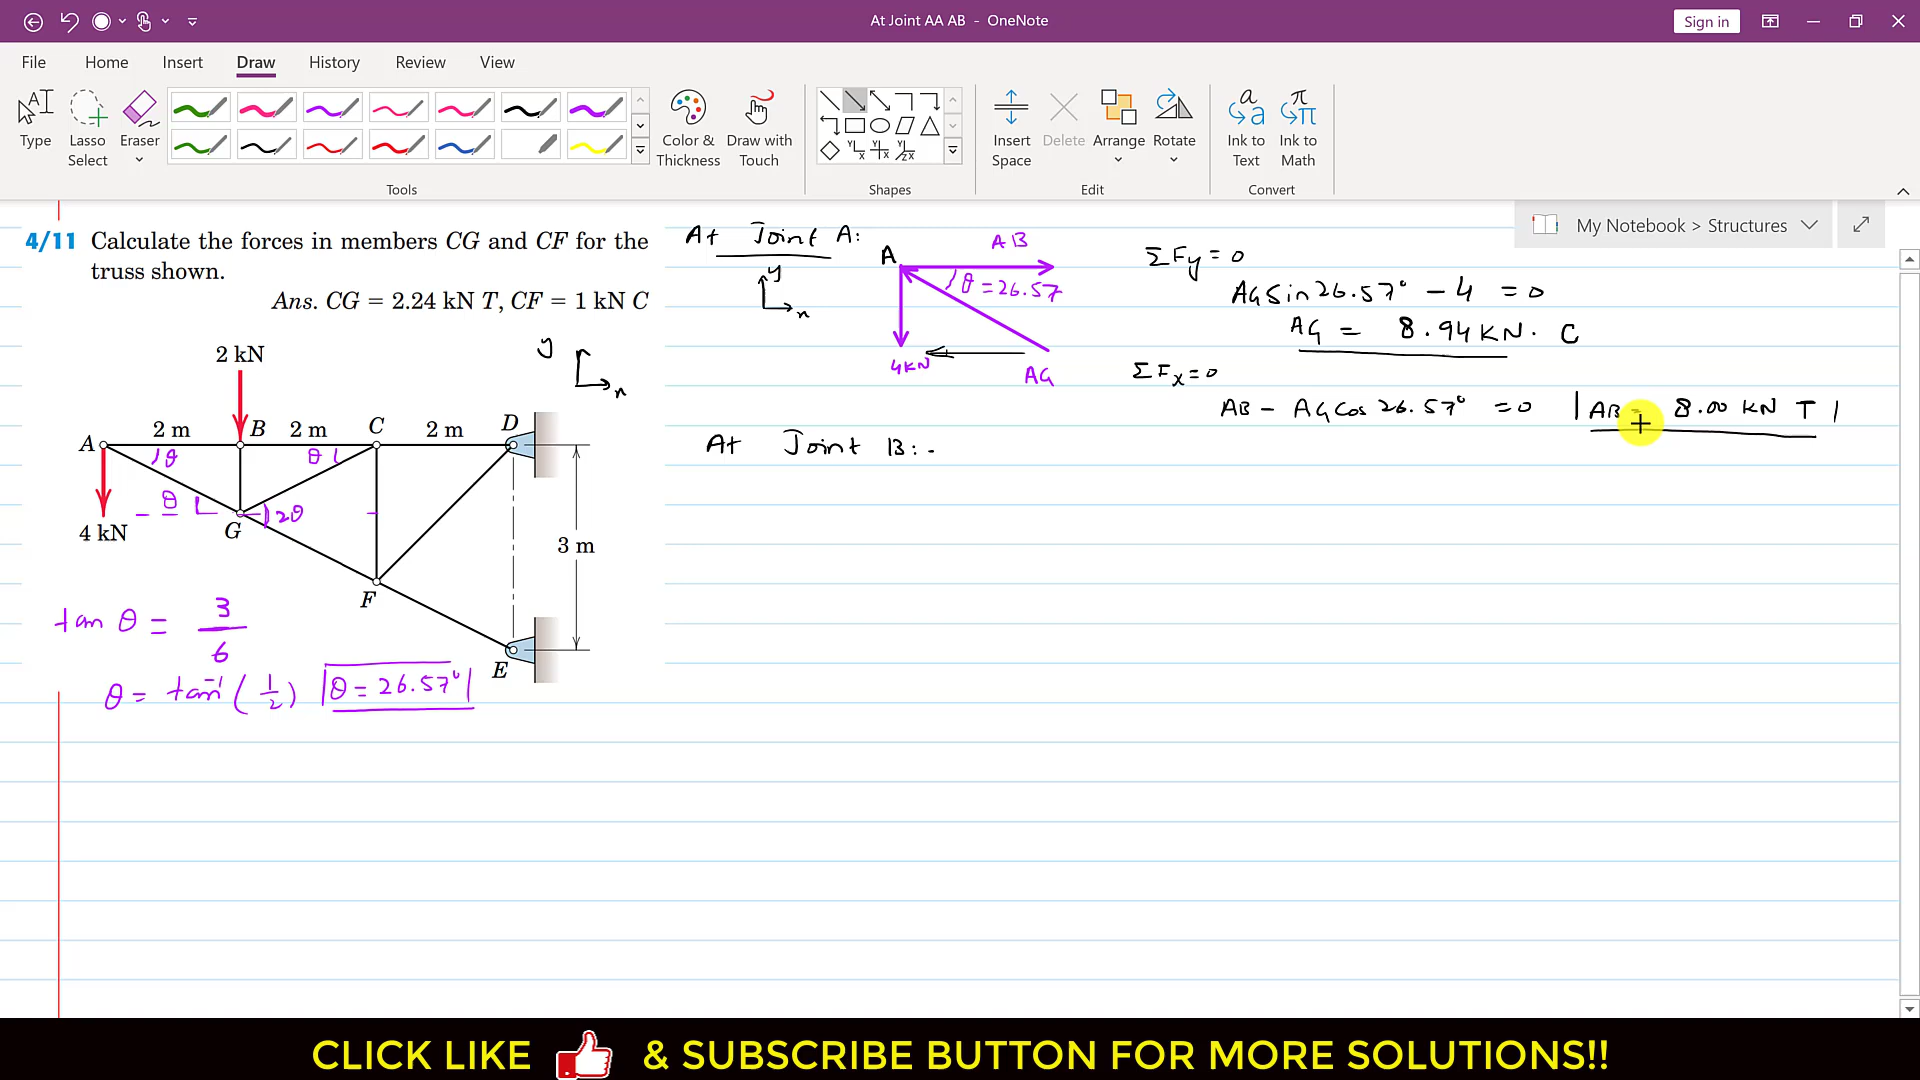 At Joint AA AB - OneNote
Sign in
File Home Insert Draw History Review View
Type
Lasso Select
Eraser
Color & Thickness
Draw with Touch
Insert Space
Delete
Arrange
Rotate
Ink to Text
Ink to Math
Tools
Shapes
Edit
Convert
My Notebook > Structures
4/11 Calculate the forces in members CG and CF for the
truss shown.
Ans. CG = 2.24 kN T, CF = 1 kN C
2 kN
y
x
A 2 m B 2 m C 2 m D
θ θ
θ
G 2θ
4 kN
3 m
F
E
tan θ = 3/6
θ = tan⁻¹ (1/2) θ = 26.57°
At Joint A:
y
x
A AB
θ = 26.57
4KN AG
ΣFy = 0
AG Sin 26.57° - 4 = 0
AG = 8.94 KN. C
ΣFx = 0
AB - AG Cos 26.57° = 0 AB = 8.00 KN T
At Joint B:-
CLICK LIKE & SUBSCRIBE BUTTON FOR MORE SOLUTIONS!!